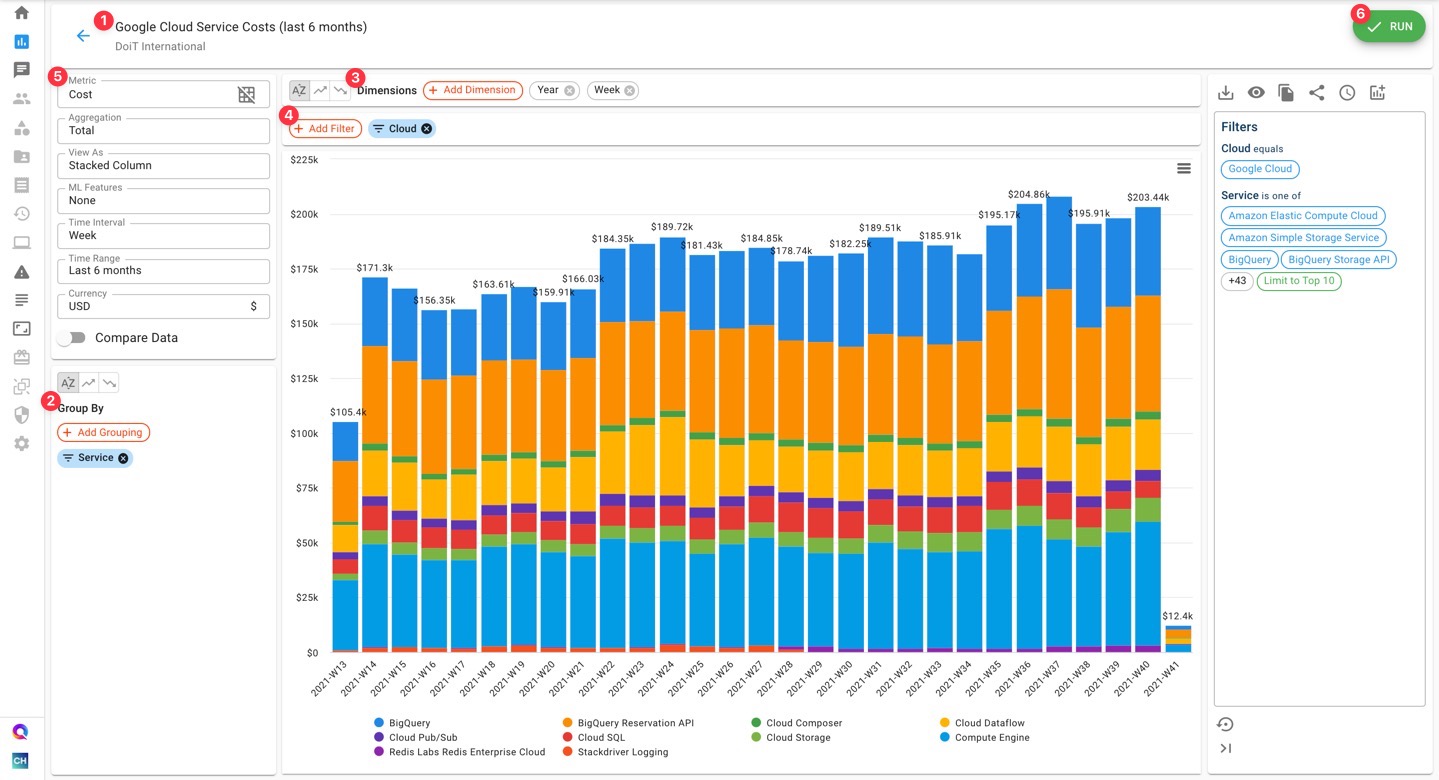 1
Google Cloud Service Costs (last 6 months)
DoiT International
6
RUN
5
Metric
Cost
Aggregation
Total
View As
Stacked Column
ML Features
None
Time Interval
Week
Time Range
Last 6 months
Currency
USD
$
Compare Data
AZ
2
Group By
+ Add Grouping
Service
AZ
3
Dimensions
+ Add Dimension
Year
Week
4
+ Add Filter
Cloud
$225k
$200k
$175k
$150k
$125k
$100k
$75k
$50k
$25k
$0
$105.4k
$171.3k
$156.35k
$163.61k
$159.91k
$166.03k
$184.35k
$189.72k
$181.43k
$184.85k
$178.74k
$182.25k
$189.51k
$185.91k
$195.17k
$204.86k
$195.91k
$203.44k
$12.4k
2021-W13
2021-W14
2021-W15
2021-W16
2021-W17
2021-W18
2021-W19
2021-W20
2021-W21
2021-W22
2021-W23
2021-W24
2021-W25
2021-W26
2021-W27
2021-W28
2021-W29
2021-W30
2021-W31
2021-W32
2021-W33
2021-W34
2021-W35
2021-W36
2021-W37
2021-W38
2021-W39
2021-W40
2021-W41
BigQuery
BigQuery Reservation API
Cloud Composer
Cloud Dataflow
Cloud Pub/Sub
Cloud SQL
Cloud Storage
Compute Engine
Redis Labs Redis Enterprise Cloud
Stackdriver Logging
Filters
Cloud equals
Google Cloud
Service is one of
Amazon Elastic Compute Cloud
Amazon Simple Storage Service
BigQuery
BigQuery Storage API
+43
Limit to Top 10
CH